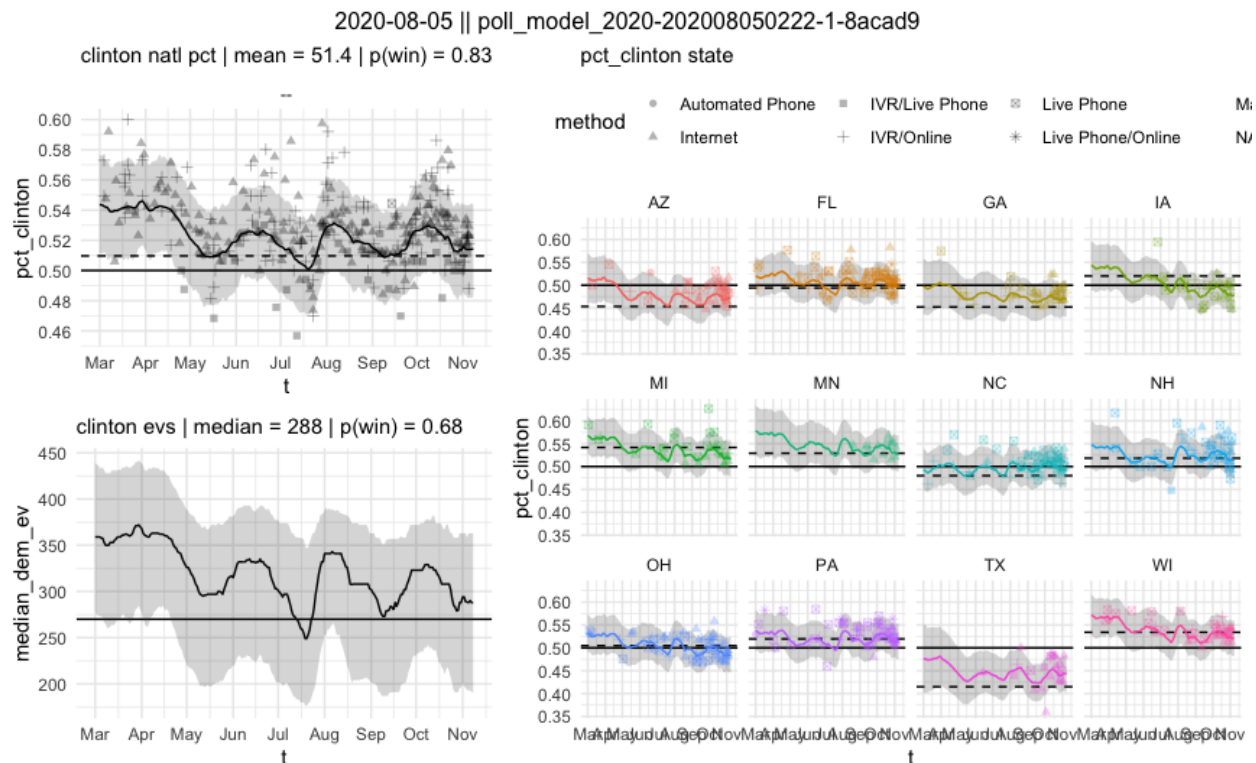 2020-08-05 || poll_model_2020-202008050222-1-8acad9
clinton natl pct | mean = 51.4 | p(win) = 0.83
--
pct_clinton
0.60
0.58
0.56
0.54
0.52
0.50
0.48
0.46
Mar Apr May Jun Jul Aug Sep Oct Nov
t
clinton evs | median = 288 | p(win) = 0.68
median_dem_ev
450
400
350
300
250
200
Mar Apr May Jun Jul Aug Sep Oct Nov
t
pct_clinton state
method
Automated Phone IVR/Live Phone Live Phone Ma
Internet IVR/Online Live Phone/Online NA
pct_clinton
AZ FL GA IA
0.60
0.55
0.50
0.45
0.40
0.35
MI MN NC NH
0.60
0.55
0.50
0.45
0.40
0.35
OH PA TX WI
0.60
0.55
0.50
0.45
0.40
0.35
MarAprMayJunJulAugSepOctNov MarAprMayJunJulAugSepOctNov MarAprMayJunJulAugSepOctNov MarAprMayJunJulAugSepOctNov
t